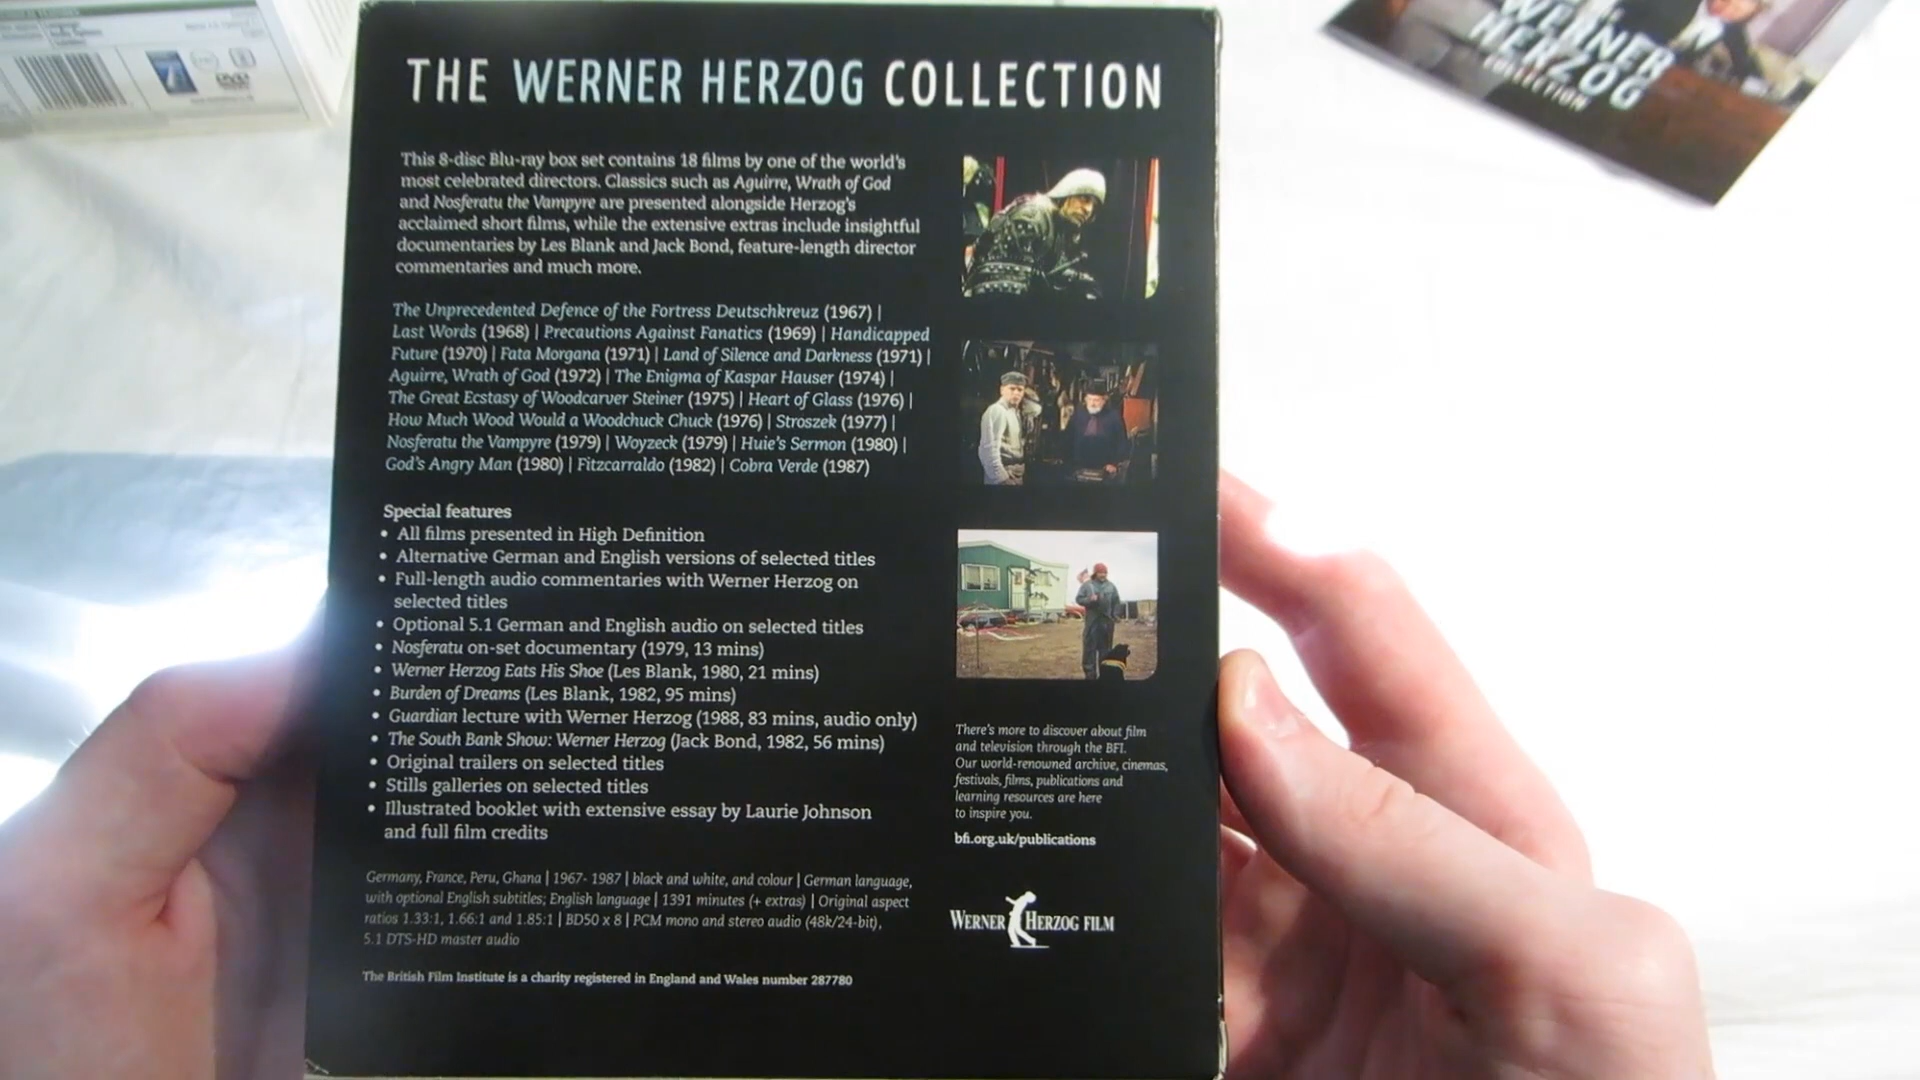 THE WERNER HERZOG COLLECTION
This 8-disc Blu-ray box set contains 18 films by one of the world's
most celebrated directors. Classics such as Aguirre, Wrath of God
and Nosferatu the Vampyre are presented alongside Herzog's
acclaimed short films, while the extensive extras include insightful
documentaries by Les Blank and Jack Bond, feature-length director
commentaries and much more.
The Unprecedented Defence of the Fortress Deutschkreuz (1967) |
Last Words (1968) | Precautions Against Fanatics (1969) | Handicapped
Future (1970) | Fata Morgana (1971) | Land of Silence and Darkness (1971) |
Aguirre, Wrath of God (1972) | The Enigma of Kaspar Hauser (1974) |
The Great Ecstasy of Woodcarver Steiner (1975) | Heart of Glass (1976) |
How Much Wood Would a Woodchuck Chuck (1976) | Stroszek (1977) |
Nosferatu the Vampyre (1979) | Woyzeck (1979) | Huie's Sermon (1980) |
God's Angry Man (1980) | Fitzcarraldo (1982) | Cobra Verde (1987)
Special features
• All films presented in High Definition
• Alternative German and English versions of selected titles
• Full-length audio commentaries with Werner Herzog on
selected titles
• Optional 5.1 German and English audio on selected titles
• Nosferatu on-set documentary (1979, 13 mins)
• Werner Herzog Eats His Shoe (Les Blank, 1980, 21 mins)
• Burden of Dreams (Les Blank, 1982, 95 mins)
• Guardian lecture with Werner Herzog (1988, 83 mins, audio only)
• The South Bank Show: Werner Herzog (Jack Bond, 1982, 56 mins)
• Original trailers on selected titles
• Stills galleries on selected titles
• Illustrated booklet with extensive essay by Laurie Johnson
and full film credits
Germany, France, Peru, Ghana | 1967- 1987 | black and white, and colour | German language,
with optional English subtitles; English language | 1391 minutes (+ extras) | Original aspect
ratios 1.33:1, 1.66:1 and 1.85:1 | BD50 x 8 | PCM mono and stereo audio (48k/24-bit),
5.1 DTS-HD master audio
The British Film Institute is a charity registered in England and Wales number 287780
There's more to discover about film
and television through the BFI.
Our world-renowned archive, cinemas,
festivals, films, publications and
learning resources are here
to inspire you.
bfi.org.uk/publications
WERNER HERZOG FILM
WERNER
HERZOG
COLLECTION
DVD